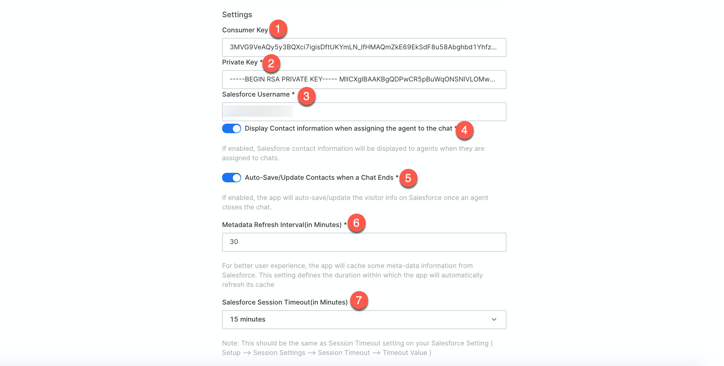 Settings
Consumer Key 1
3MVG9VeAQy5y3BQXci7igisDftUKYmLN_IfHMAQmZkE69EkSdF8u58Abghbd1Yhfz...
Private Key * 2
-----BEGIN RSA PRIVATE KEY----- MIICXgIBAAKBgQDPwCR5pBuWqONSNIVLOMw...
Salesforce Username * 3
Display Contact information when assigning the agent to the chat * 4
If enabled, Salesforce contact information will be displayed to agents when they are
assigned to chats.
Auto-Save/Update Contacts when a Chat Ends * 5
If enabled, the app will auto-save/update the visitor info on Salesforce once an agent
closes the chat.
Metadata Refresh Interval(in Minutes) * 6
30
For better user experience, the app will cache some meta-data information from
Salesforce. This setting defines the duration within which the app will automatically
refresh its cache
Salesforce Session Timeout(in Minutes) 7
15 minutes
Note: This should be the same as Session Timeout setting on your Salesforce Setting (
Setup --> Session Settings --> Session Timeout --> Timeout Value )